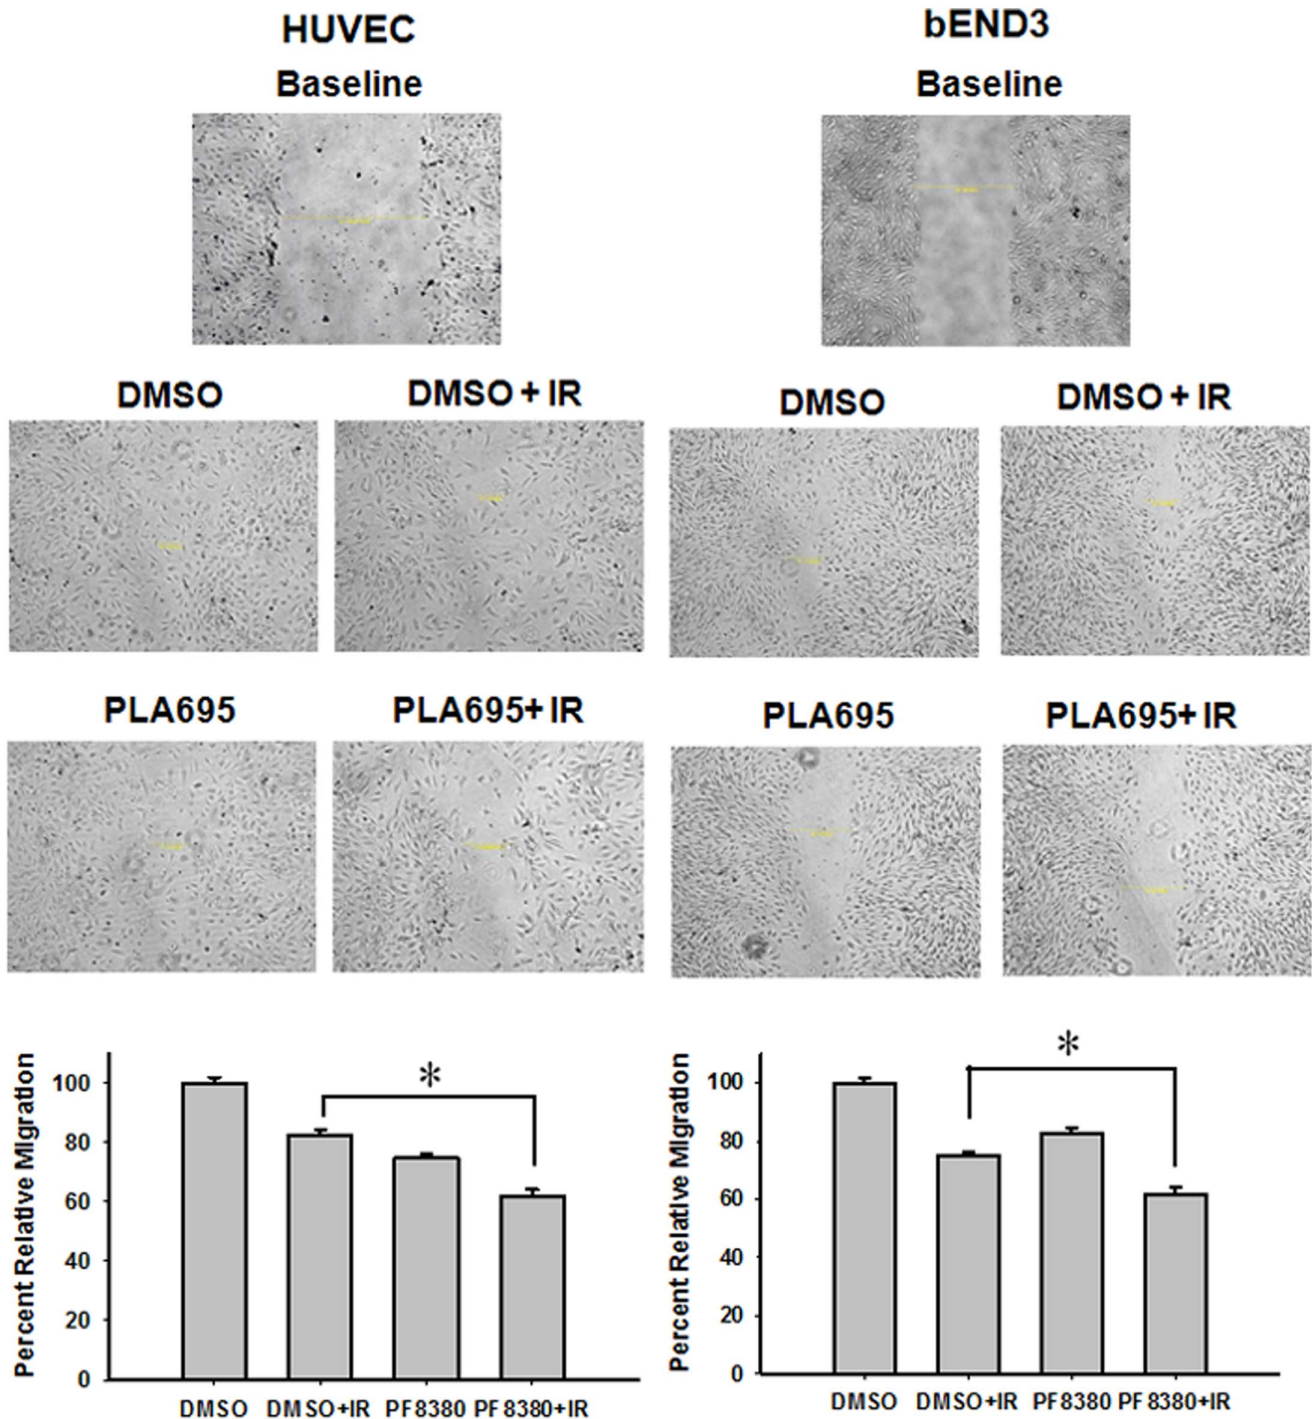 HUVEC
Baseline
bEND3
Baseline
DMSO
DMSO + IR
DMSO
DMSO + IR
PLA695
PLA695+ IR
PLA695
PLA695+ IR
Percent Relative MIgration
100
80
60
40
20
0
*
DMSO DMSO+IR PF8380 PF8380+IR
Percent Relative MIgration
100
80
60
40
20
0
*
DMSO DMSO+IR PF8380 PF8380+IR